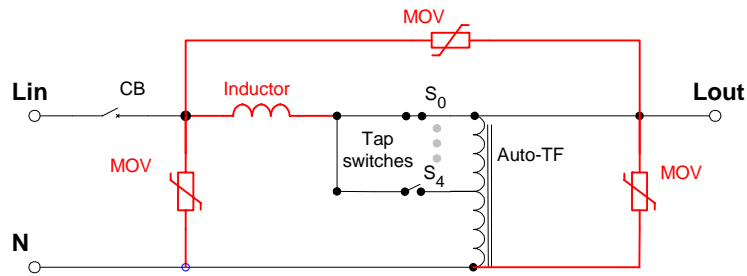 MOV
Lin
CB
Inductor
S0
Lout
Tap
switches
Auto-TF
MOV
S4
MOV
N